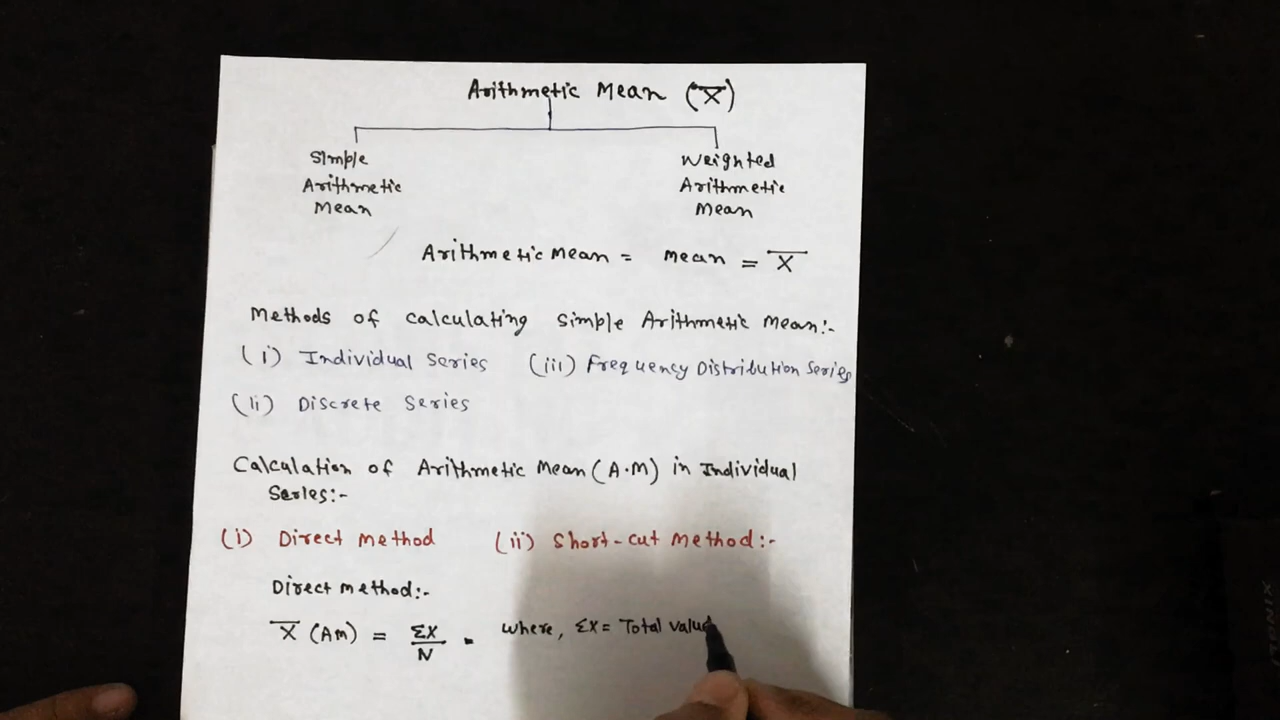 Arithmetic Mean (X̅)
Simple
Arithmetic
Mean
Weighted
Arithmetic
Mean
Arithmetic Mean = Mean = X̅
Methods of calculating Simple Arithmetic Mean:-
(i) Individual Series (iii) Frequency Distribution Series
(ii) Discrete Series
Calculation of Arithmetic Mean (A.M) in Individual
Series:-
(i) Direct Method (ii) Short-cut Method:-
Direct method:-
X̅ (AM) = ΣX/N where, ΣX = Total value